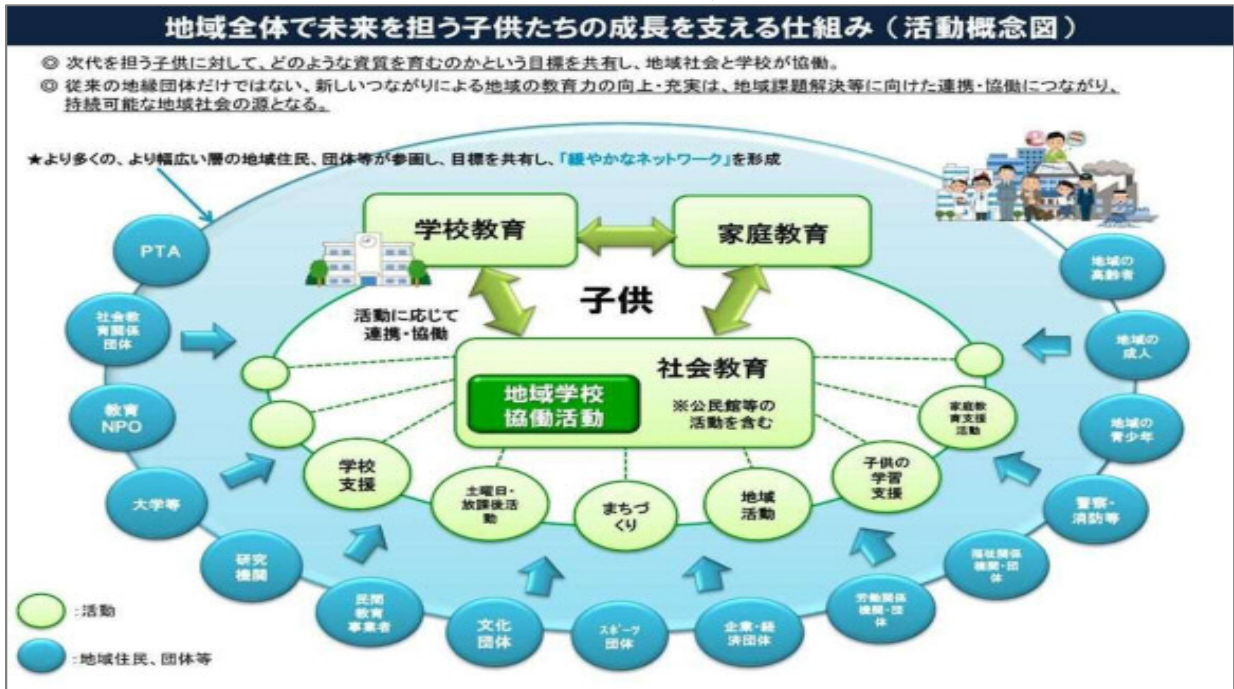 地域全体で未来を担う子供たちの成長を支える仕組み（活動概念図）
◎ 次代を担う子供に対して、どのような資質を育むのかという目標を共有し、地域社会と学校が協働。
◎ 従来の地縁団体だけではない、新しいつながりによる地域の教育力の向上・充実は、地域課題解決等に向けた連携・協働につながり、
持続可能な地域社会の源となる。
★より多くの、より幅広い層の地域住民、団体等が参画し、目標を共有し、「緩やかなネットワーク」を形成
学校教育
家庭教育
子供
活動に応じて
連携・協働
社会教育
地域学校
協働活動
※公民館等の
活動を含む
学校
支援
土曜日・
放課後活
動
まちづ
くり
地域
活動
子供の
学習
支援
家庭教
育支援
活動
PTA
社会教
育関係
団体
教育
NPO
大学等
研究
機関
民間
教育
事業者
文化
団体
スポーツ
団体
企業・経
済団体
労働関係
機関・団
体
福祉関係
機関・団
体
警察・
消防等
地域の
青少年
地域の
成人
地域の
高齢者
：活動
：地域住民、団体等